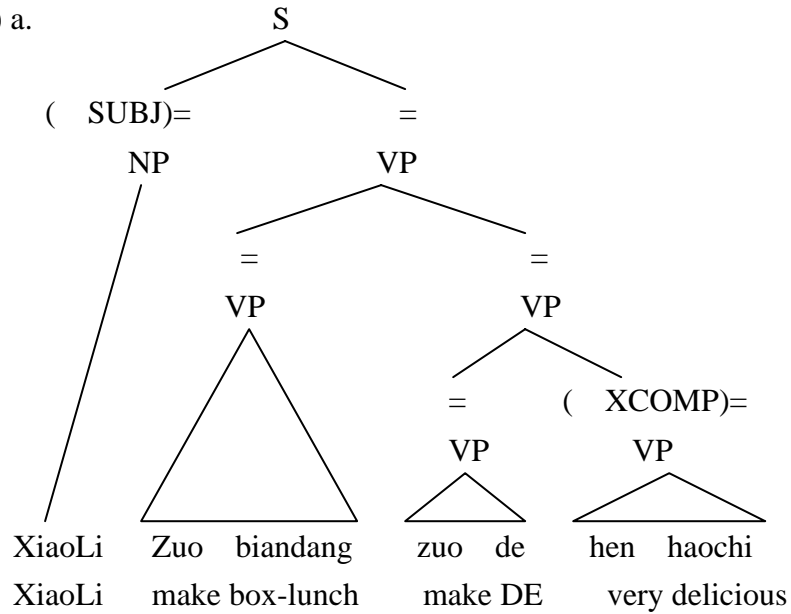 ) a. S
( SUBJ)= =
NP VP
= =
VP VP
= ( XCOMP)=
VP VP
XiaoLi Zuo biandang zuo de hen haochi
XiaoLi make box-lunch make DE very delicious